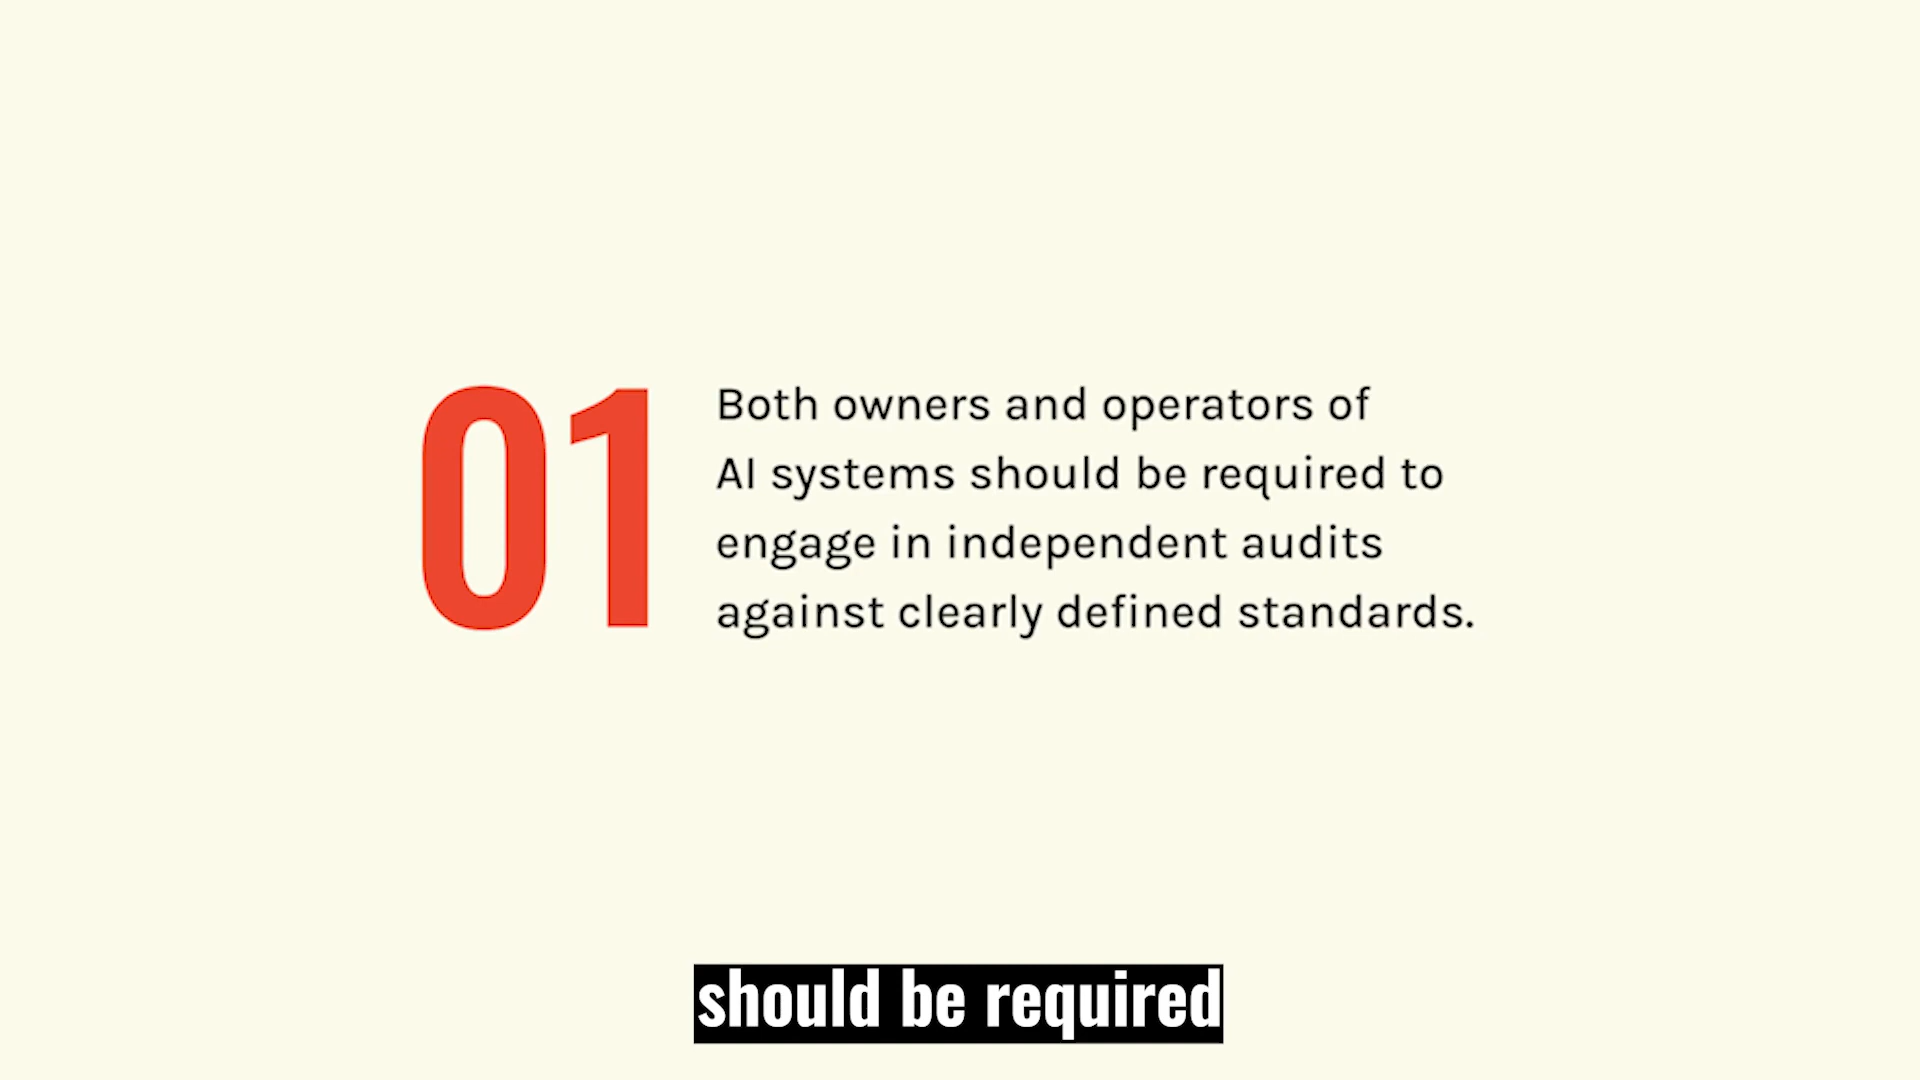 01
Both owners and operators of
AI systems should be required to
engage in independent audits
against clearly defined standards.
should be required